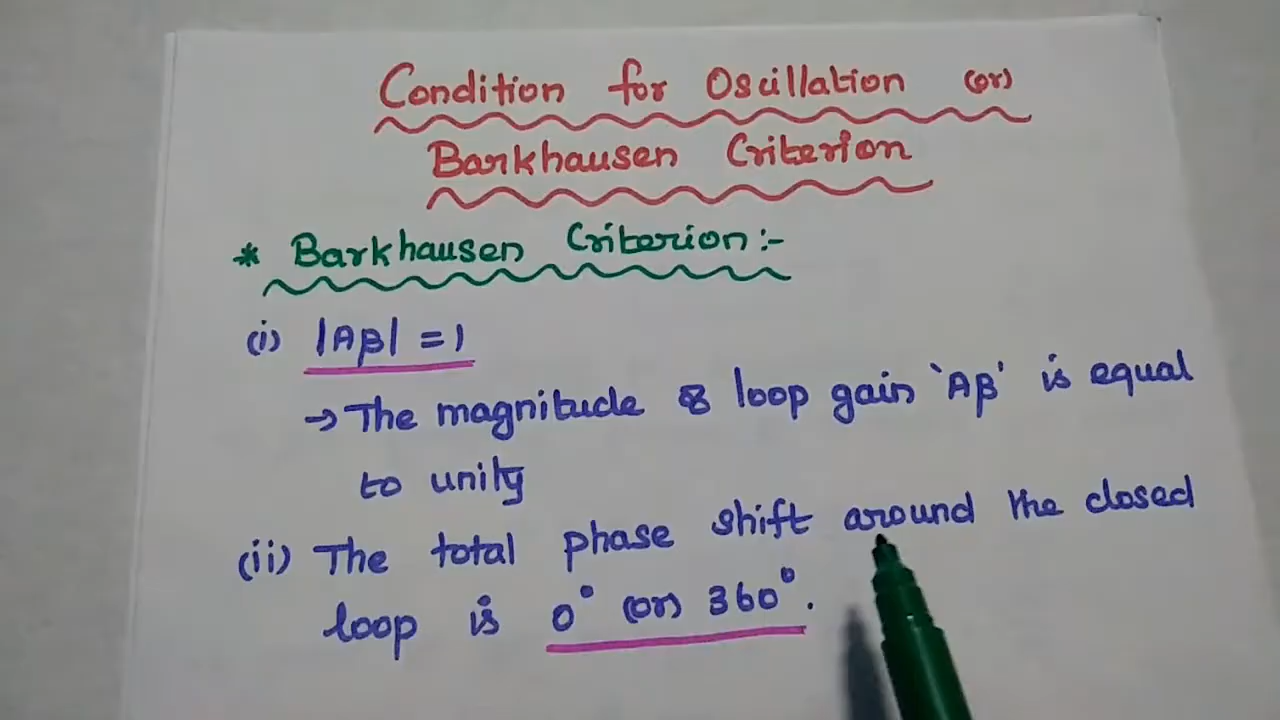 Condition for Oscillation (or)
Barkhausen Criterion
* Barkhausen Criterion:-
(i) |Aβ| = 1
→ The magnitude of loop gain 'Aβ' is equal
to unity
(ii) The total phase shift around the closed
loop is 0° (or) 360°.